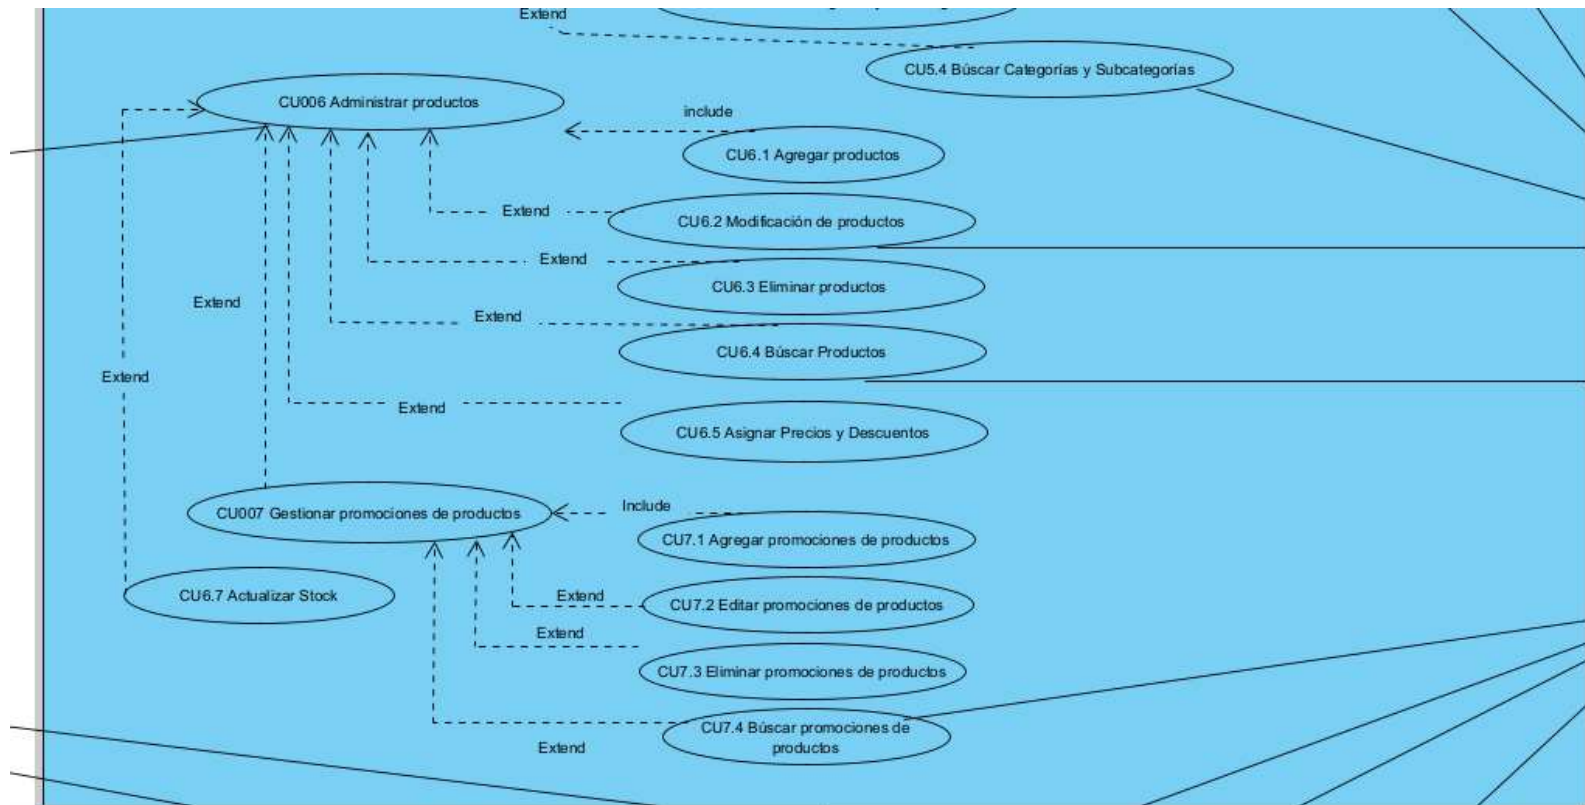 Extend
CU5.4 Búscar Categorías y Subcategorías
CU006 Administrar productos
include
CU6.1 Agregar productos
Extend
CU6.2 Modificación de productos
Extend
CU6.3 Eliminar productos
Extend
Extend
CU6.4 Búscar Productos
Extend
Extend
CU6.5 Asignar Precios y Descuentos
Include
CU007 Gestionar promociones de productos
CU7.1 Agregar promociones de productos
CU6.7 Actualizar Stock
Extend
CU7.2 Editar promociones de productos
Extend
CU7.3 Eliminar promociones de productos
CU7.4 Búscar promociones de
productos
Extend